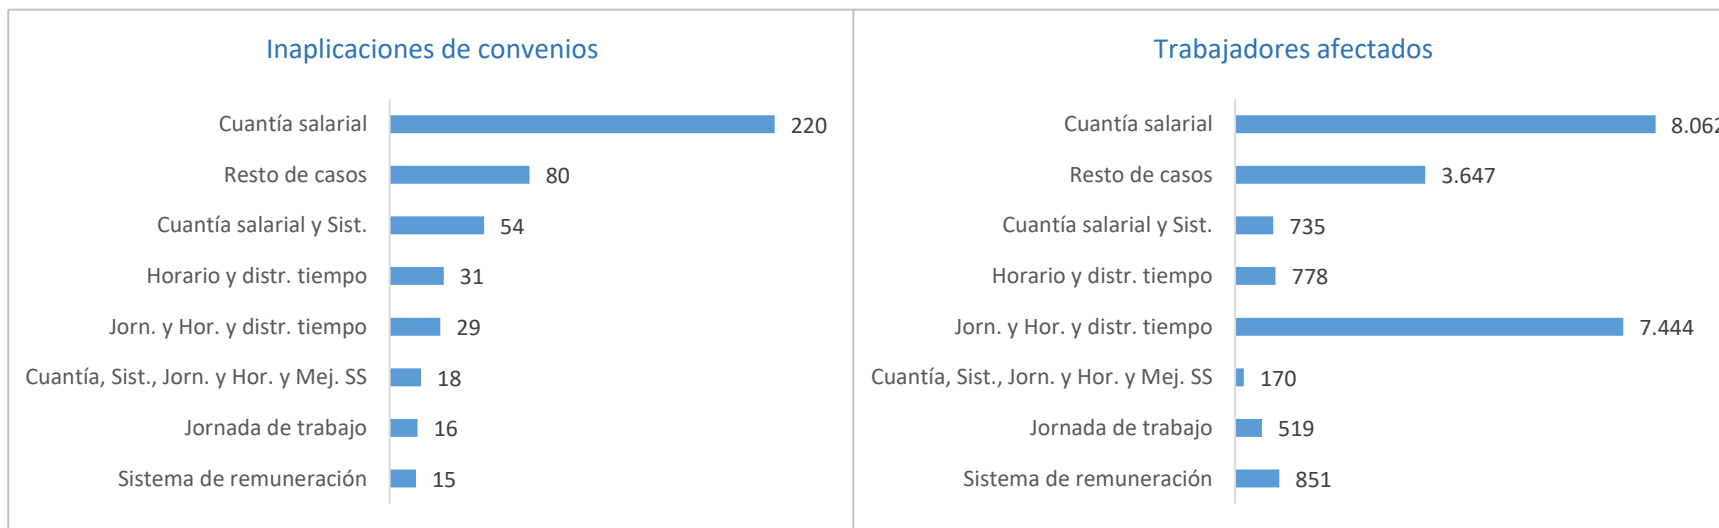 Inaplicaciones de convenios
Cuantía salarial 220
Resto de casos 80
Cuantía salarial y Sist. 54
Horario y distr. tiempo 31
Jorn. y Hor. y distr. tiempo 29
Cuantía, Sist., Jorn. y Hor. y Mej. SS 18
Jornada de trabajo 16
Sistema de remuneración 15
Trabajadores afectados
Cuantía salarial 8.062
Resto de casos 3.647
Cuantía salarial y Sist. 735
Horario y distr. tiempo 778
Jorn. y Hor. y distr. tiempo 7.444
Cuantía, Sist., Jorn. y Hor. y Mej. SS 170
Jornada de trabajo 519
Sistema de remuneración 851